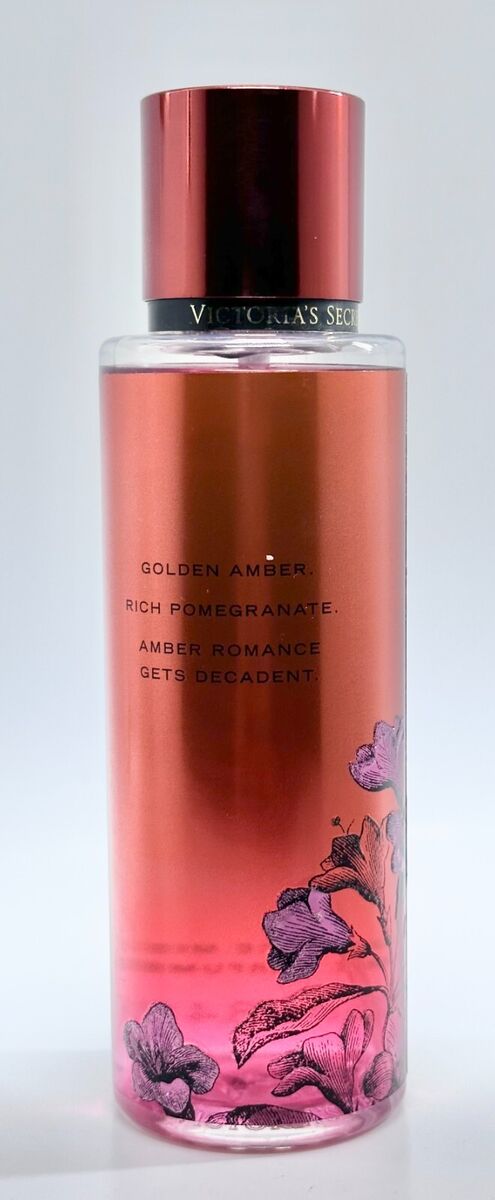 VICTORIA'S SECR
GOLDEN AMBER.
RICH POMEGRANATE.
AMBER ROMANCE
GETS DECADENT.